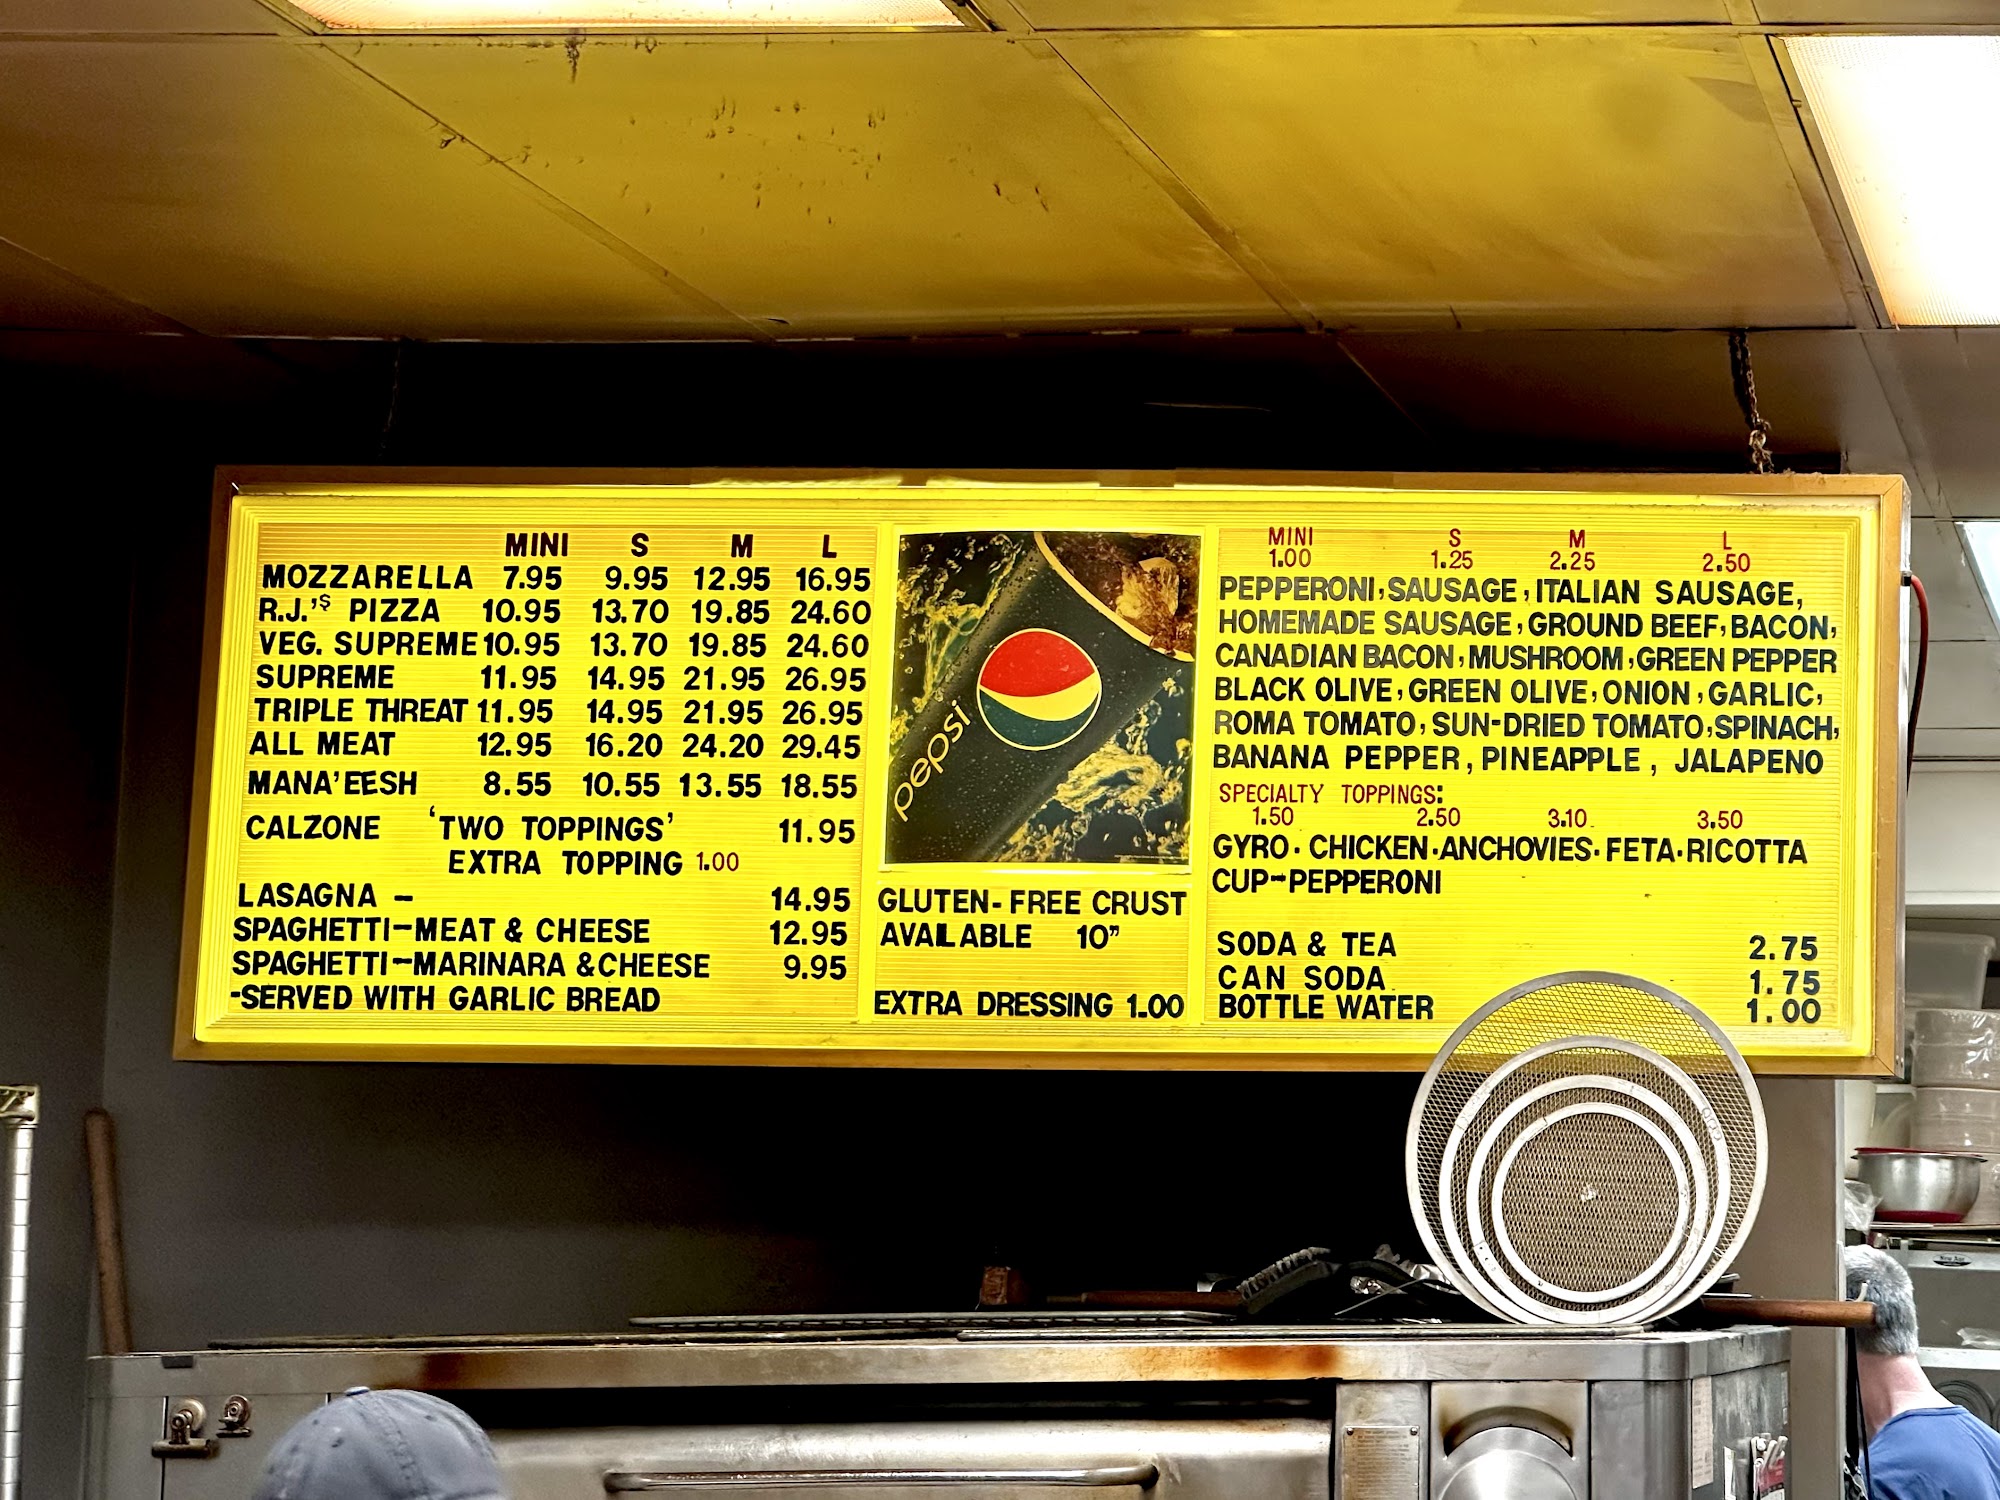 MINI S M L
MOZZARELLA 7.95 9.95 12.95 16.95
R.J.'$ PIZZA 10.95 13.70 19.85 24.60
VEG. SUPREME 10.95 13.70 19.85 24.60
SUPREME 11.95 14.95 21.95 26.95
TRIPLE THREAT 11.95 14.95 21.95 26.95
ALL MEAT 12.95 16.20 24.20 29.45
MANA'EESH 8.55 10.55 13.55 18.55
CALZONE 'TWO TOPPINGS' 11.95
EXTRA TOPPING 1.00
LASAGNA - 14.95
SPAGHETTI-MEAT & CHEESE 12.95
SPAGHETTI-MARINARA &CHEESE 9.95
-SERVED WITH GARLIC BREAD
pepsi
GLUTEN-FREE CRUST
AVAILABLE 10"
EXTRA DRESSING 1.00
MINI S M L
1.00 1.25 2.25 2.50
PEPPERONI, SAUSAGE, ITALIAN SAUSAGE,
HOMEMADE SAUSAGE, GROUND BEEF, BACON,
CANADIAN BACON, MUSHROOM, GREEN PEPPER
BLACK OLIVE, GREEN OLIVE, ONION, GARLIC,
ROMA TOMATO, SUN-DRIED TOMATO, SPINACH,
BANANA PEPPER, PINEAPPLE, JALAPENO
SPECIALTY TOPPINGS:
1.50 2.50 3.10 3.50
GYRO. CHICKEN.ANCHOVIES. FETA.RICOTTA
CUP-PEPPERONI
SODA & TEA 2.75
CAN SODA 1.75
BOTTLE WATER 1.00